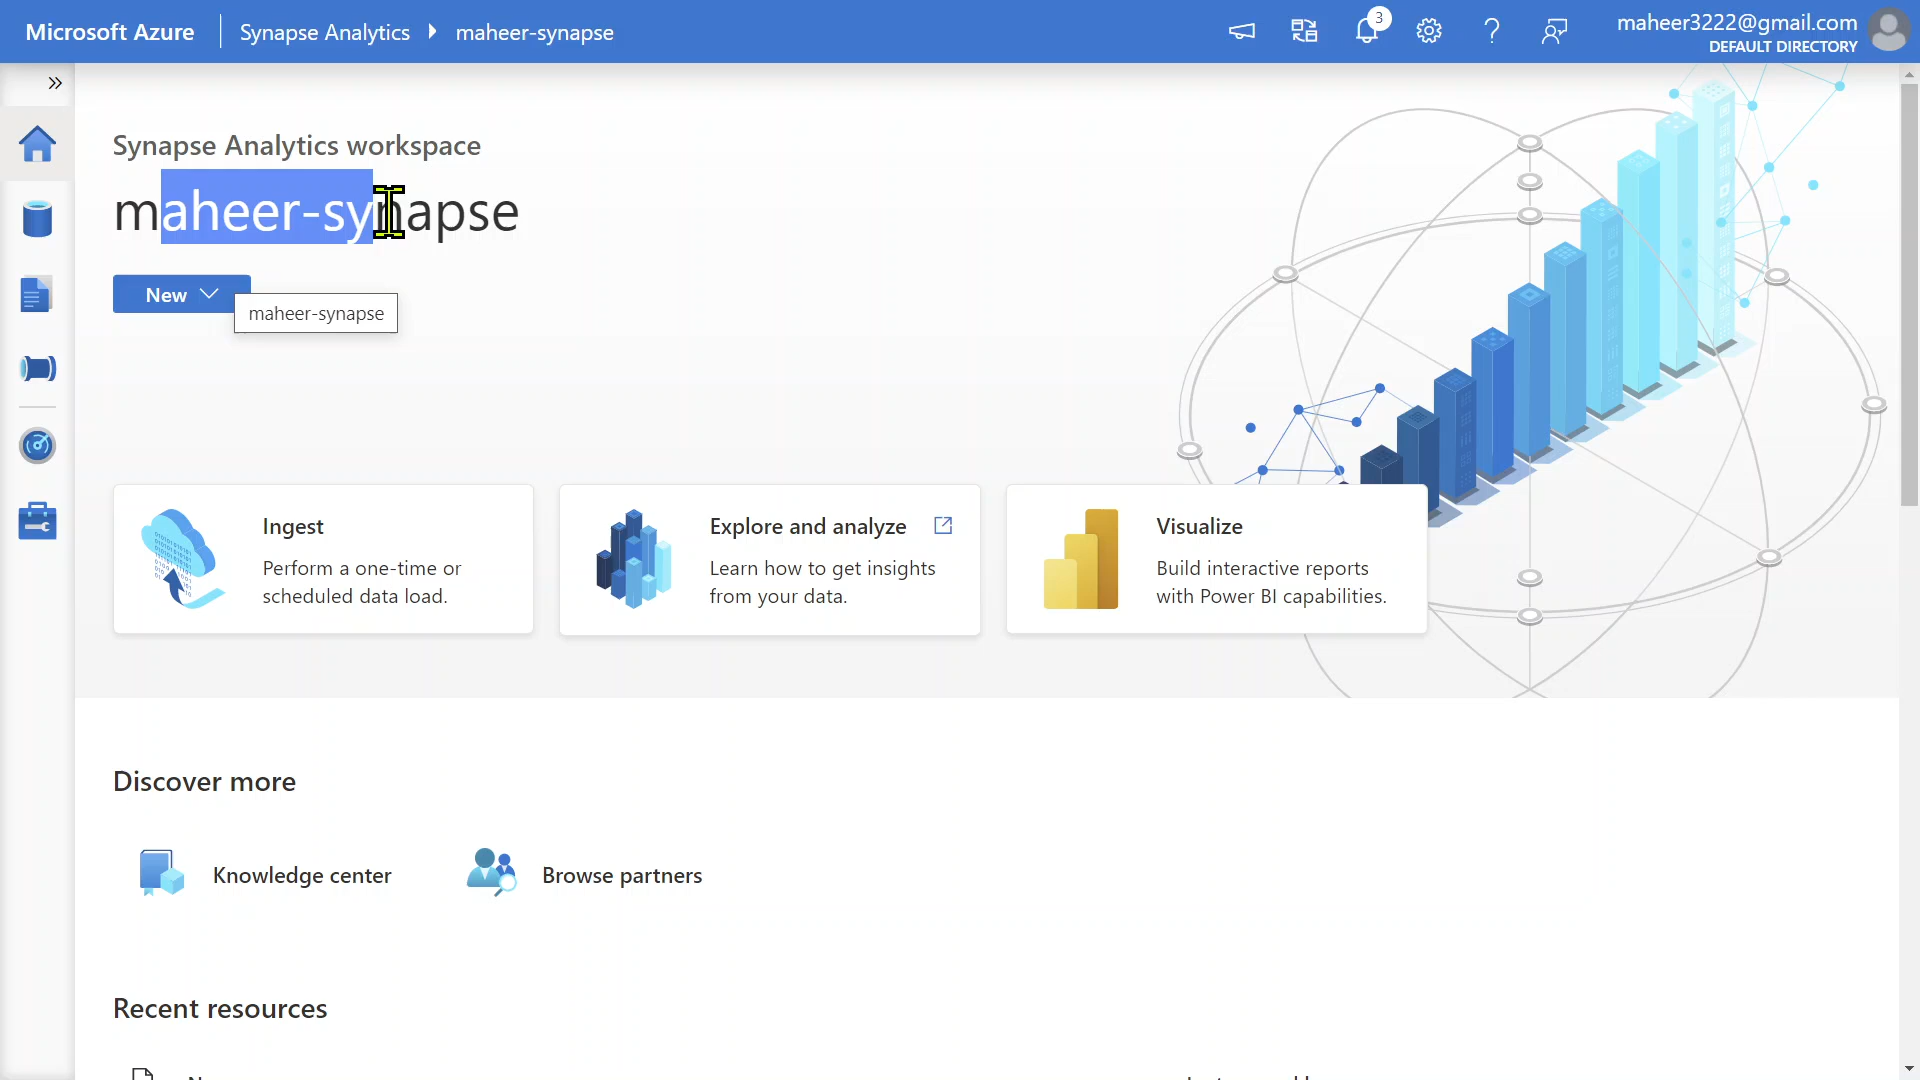 Microsoft Azure
Synapse Analytics
maheer-synapse
3
maheer3222@gmail.com
DEFAULT DIRECTORY
Synapse Analytics workspace
maheer-synapse
New
maheer-synapse
Ingest
Perform a one-time or
scheduled data load.
Explore and analyze
Learn how to get insights
from your data.
Visualize
Build interactive reports
with Power BI capabilities.
Discover more
Knowledge center
Browse partners
Recent resources